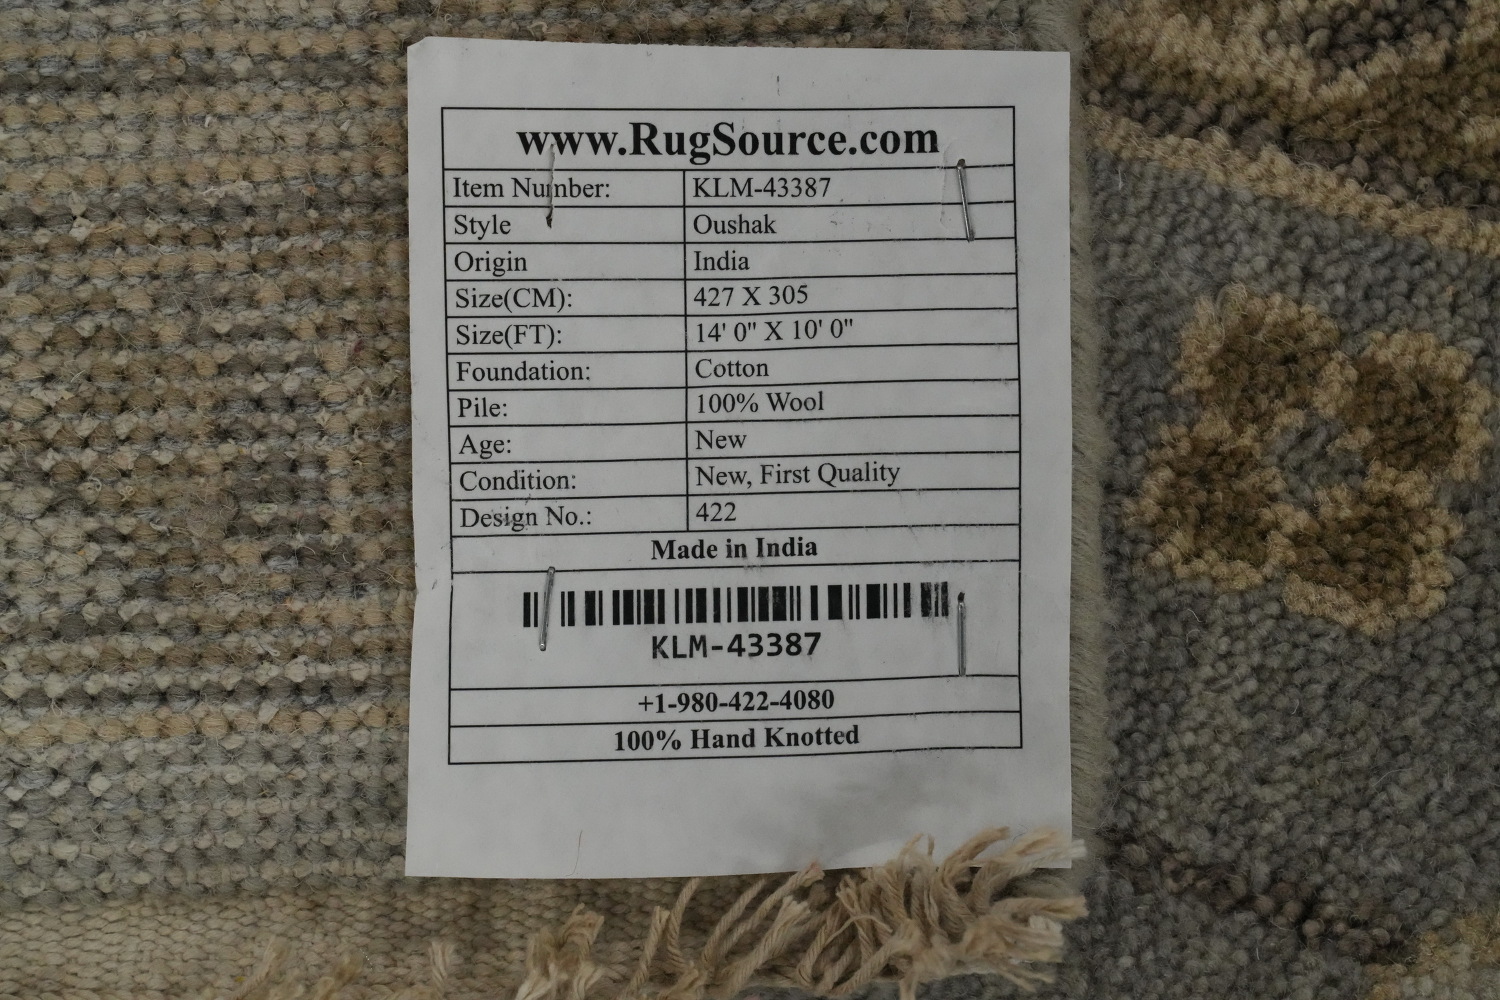 www.RugSource.com
Item Number: KLM-43387
Style Oushak
Origin India
Size(CM): 427 X 305
Size(FT): 14' 0" X 10' 0"
Foundation: Cotton
Pile: 100% Wool
Age: New
Condition: New, First Quality
Design No.: 422
Made in India
KLM-43387
+1-980-422-4080
100% Hand Knotted